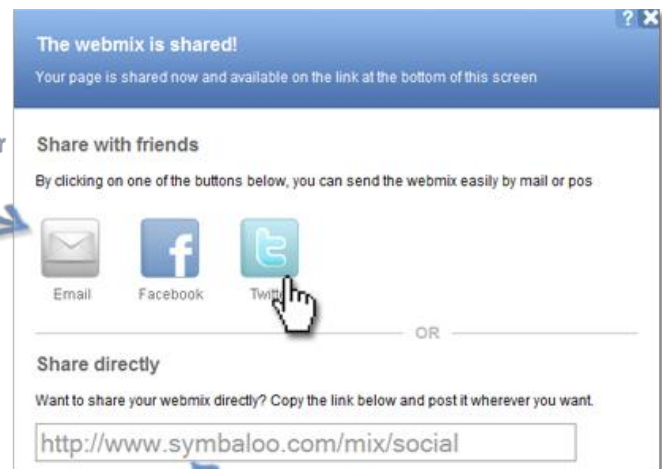 ? X
The webmix is shared!
Your page is shared now and available on the link at the bottom of this screen
r
Share with friends
By clicking on one of the buttons below, you can send the webmix easily by mail or pos
Email Facebook
OR
Share directly
Want to share your webmix directly? Copy the link below and post it wherever you want.
http://www.symbaloo.com/mix/social